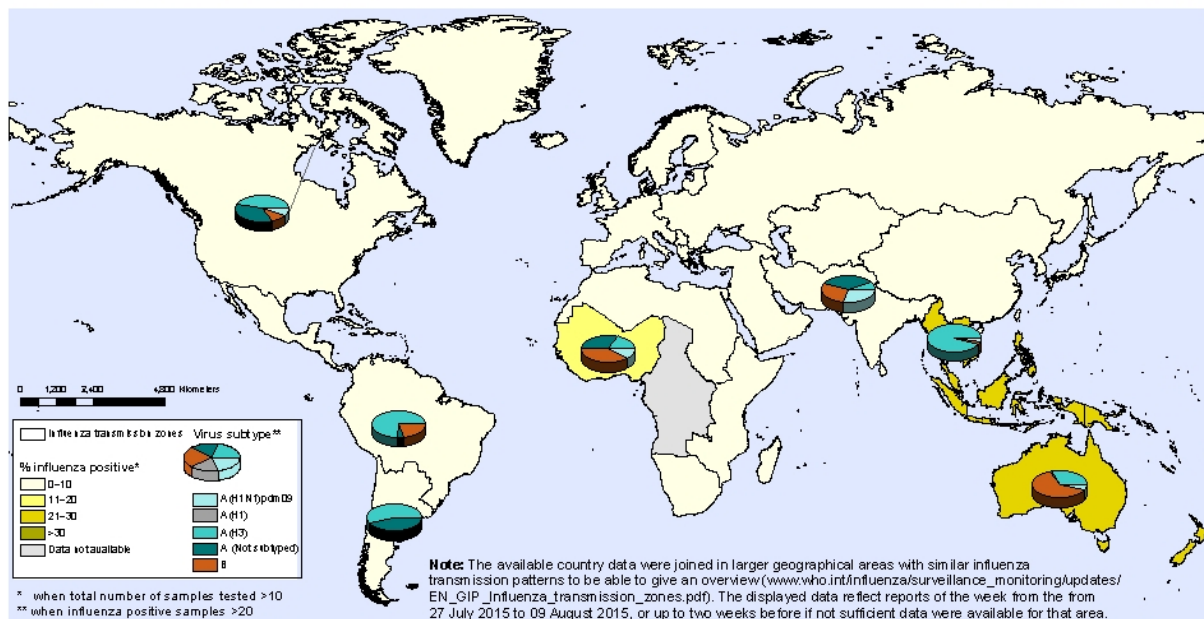 0 1,200 2,400 4,800 Kilometers
Influenza transmission zones
Virus subtype**
% influenza positive*
0–10
11–20
21–30
>30
Data not available
A(H1N1)pdm09
A(H1)
A(H3)
A (Not subtyped)
B
* when total number of samples tested >10
** when influenza positive samples >20
Note: The available country data were joined in larger geographical areas with similar influenza
transmission patterns to be able to give an overview (www.who.int/influenza/surveillance_monitoring/updates/
EN_GIP_Influenza_transmission_zones.pdf). The displayed data reflect reports of the week from the from
27 July 2015 to 09 August 2015, or up to two weeks before if not sufficient data were available for that area.